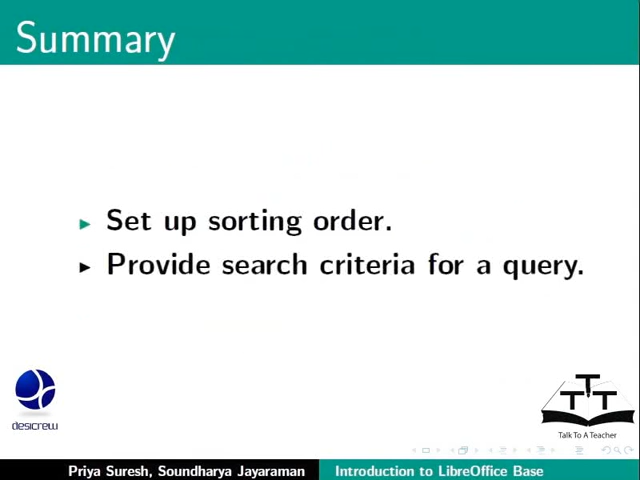 Summary
Set up sorting order.
Provide search criteria for a query.
desicrew
T T T
Talk To A Teacher
Priya Suresh, Soundharya Jayaraman
Introduction to LibreOffice Base